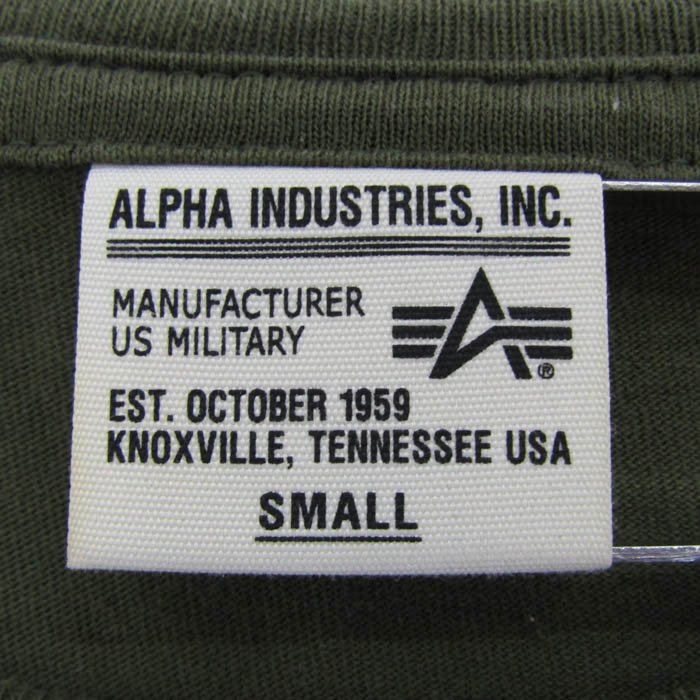 ALPHA INDUSTRIES, INC.
MANUFACTURER
US MILITARY
®
EST. OCTOBER 1959
KNOXVILLE, TENNESSEE USA
SMALL